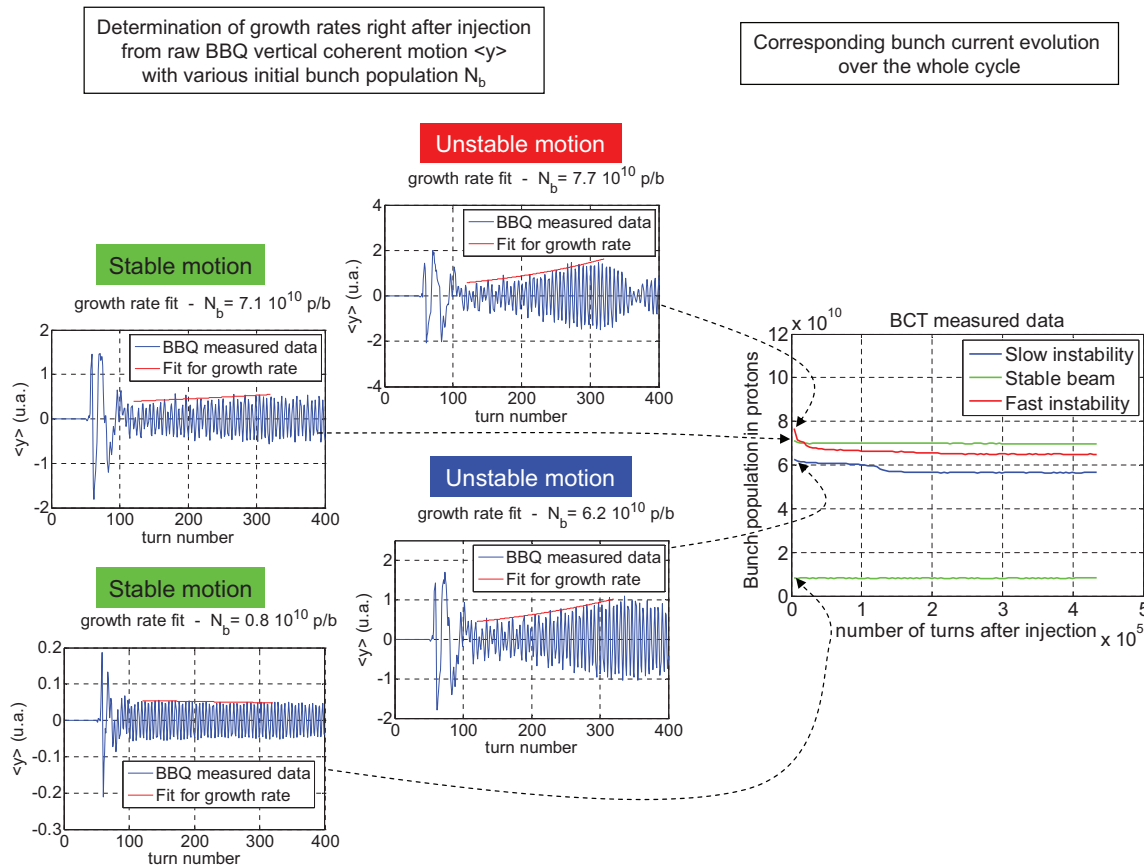 Determination of growth rates right after injection
from raw BBQ vertical coherent motion <y>
with various initial bunch population N_b
Corresponding bunch current evolution
over the whole cycle
Unstable motion
growth rate fit - N_b = 7.7 10^10 p/b
4
2
0
-2
-4
<y> (u.a.)
BBQ measured data
Fit for growth rate
0 100 200 300 400
turn number
Stable motion
growth rate fit - N_b = 7.1 10^10 p/b
2
1
0
-1
-2
<y> (u.a.)
BBQ measured data
Fit for growth rate
0 100 200 300 400
turn number
Unstable motion
growth rate fit - N_b = 6.2 10^10 p/b
2
1
0
-1
-2
<y> (u.a.)
BBQ measured data
Fit for growth rate
0 100 200 300 400
turn number
Stable motion
growth rate fit - N_b = 0.8 10^10 p/b
0.2
0.1
0
-0.1
-0.2
-0.3
<y> (u.a.)
BBQ measured data
Fit for growth rate
0 100 200 300 400
turn number
x 10^10
BCT measured data
12
10
8
6
4
2
0
Bunch population in protons
Slow instability
Stable beam
Fast instability
0 1 2 3 4 5
number of turns after injection x 10^5